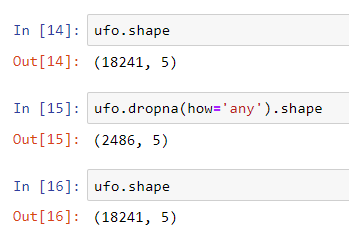 In [14]: ufo.shape
Out[14]: (18241, 5)
In [15]: ufo.dropna(how='any').shape
Out[15]: (2486, 5)
In [16]: ufo.shape
Out[16]: (18241, 5)